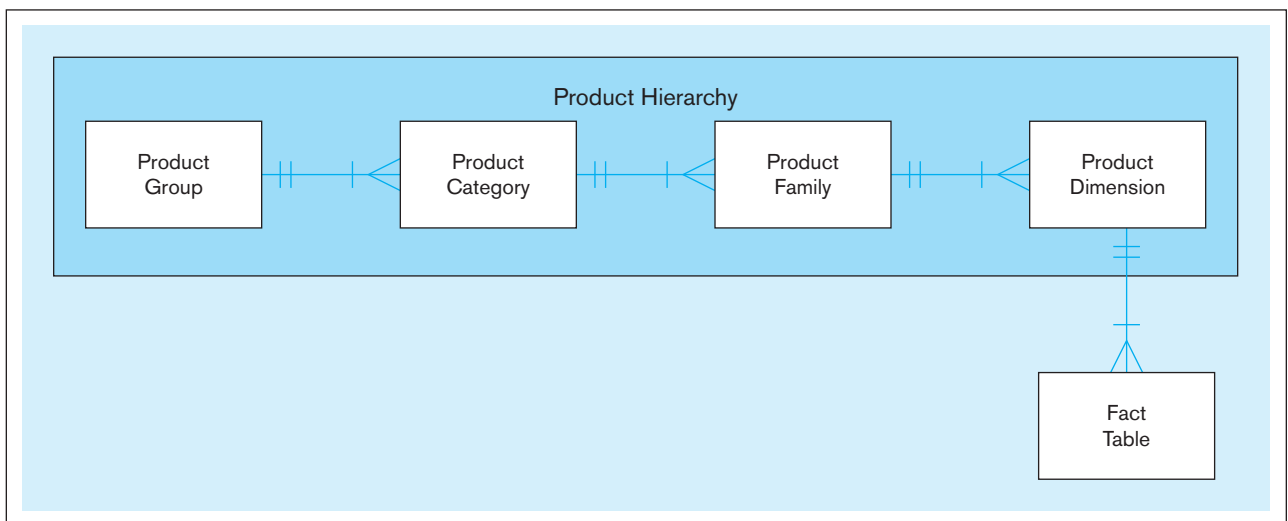 Product Hierarchy
Product
Group
Product
Category
Product
Family
Product
Dimension
Fact
Table